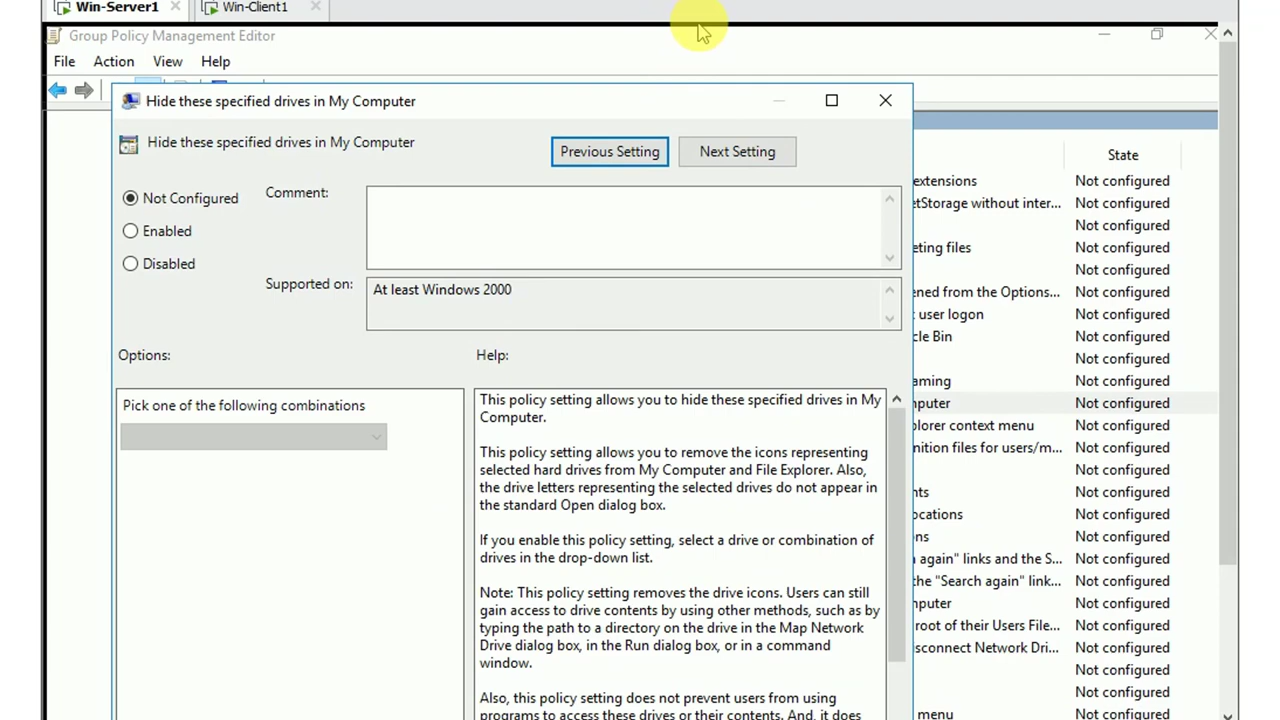 Win-Server1
Win-Client1
Group Policy Management Editor
File Action View Help
Hide these specified drives in My Computer
Hide these specified drives in My Computer
Previous Setting
Next Setting
Not Configured
Enabled
Disabled
Comment:
Supported on:
At least Windows 2000
Options:
Help:
Pick one of the following combinations
This policy setting allows you to hide these specified drives in My
Computer.
This policy setting allows you to remove the icons representing
selected hard drives from My Computer and File Explorer. Also,
the drive letters representing the selected drives do not appear in
the standard Open dialog box.
If you enable this policy setting, select a drive or combination of
drives in the drop-down list.
Note: This policy setting removes the drive icons. Users can still
gain access to drive contents by using other methods, such as by
typing the path to a directory on the drive in the Map Network
Drive dialog box, in the Run dialog box, or in a command
window.
Also, this policy setting does not prevent users from using
programs to access these drives or their contents. And, it does
State
extensions Not configured
etStorage without inter... Not configured
Not configured
eting files Not configured
Not configured
ened from the Options... Not configured
t user logon Not configured
cle Bin Not configured
Not configured
aming Not configured
mputer Not configured
plorer context menu Not configured
nition files for users/m... Not configured
Not configured
nts Not configured
ocations Not configured
ons Not configured
again" links and the S... Not configured
the "Search again" link... Not configured
mputer Not configured
root of their Users File... Not configured
isconnect Network Dri... Not configured
Not configured
Not configured
menu Not configured